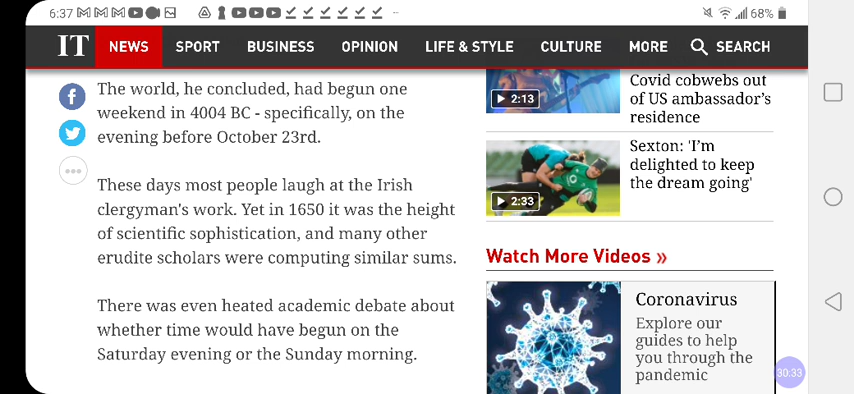 6:37
68%
IT NEWS SPORT BUSINESS OPINION LIFE & STYLE CULTURE MORE SEARCH
The world, he concluded, had begun one
weekend in 4004 BC - specifically, on the
evening before October 23rd.
These days most people laugh at the Irish
clergyman's work. Yet in 1650 it was the height
of scientific sophistication, and many other
erudite scholars were computing similar sums.
There was even heated academic debate about
whether time would have begun on the
Saturday evening or the Sunday morning.
2:13
Covid cobwebs out
of US ambassador’s
residence
2:33
Sexton: 'I’m
delighted to keep
the dream going'
Watch More Videos »
Coronavirus
Explore our
guides to help
you through the
pandemic
30:33